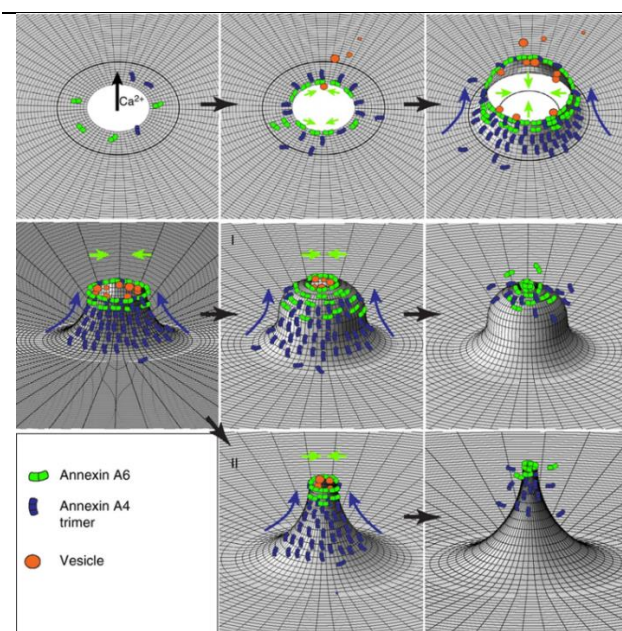 Ca²⁺
I
II
Annexin A6
Annexin A4
trimer
Vesicle